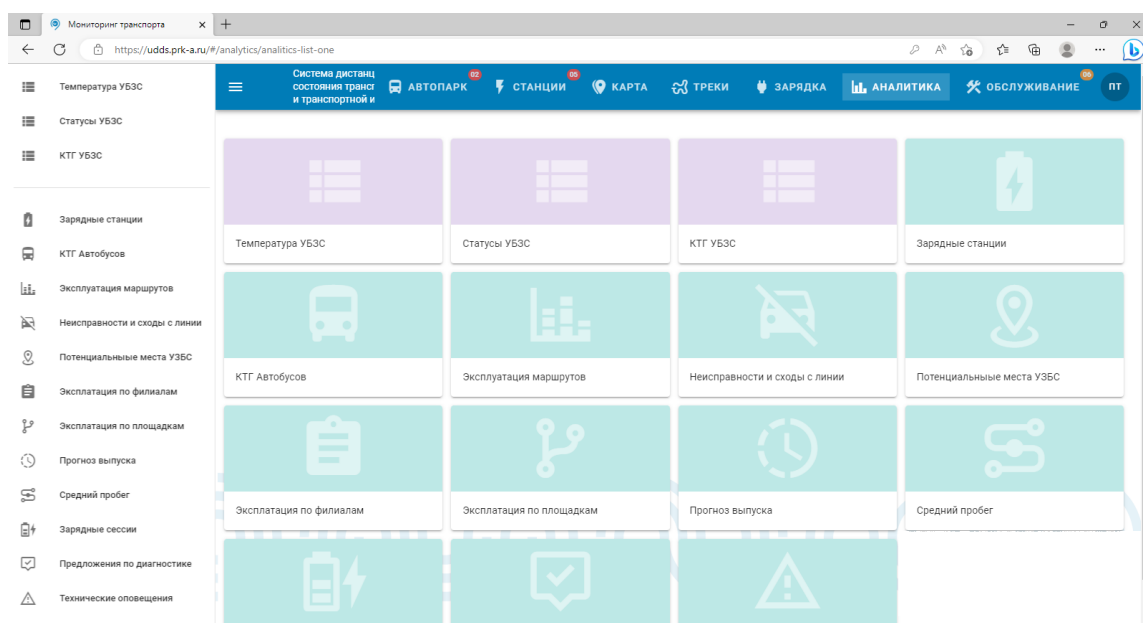 Мониторинг транспорта
https://udds.prk-a.ru/#/analytics/analitics-list-one
Температура УБЗС
Статусы УБЗС
КТГ УБЗС
Зарядные станции
КТГ Автобусов
Эксплуатация маршрутов
Неисправности и сходы с линии
Потенциальныые места УЗБС
Эксплатация по филиалам
Эксплатация по площадкам
Прогноз выпуска
Средний пробег
Зарядные сессии
Предложения по диагностике
Технические оповещения
Система дистанц
состояния трансг
и транспортной и
АВТОПАРК 02
СТАНЦИИ 05
КАРТА
ТРЕКИ
ЗАРЯДКА
АНАЛИТИКА
ОБСЛУЖИВАНИЕ 06
ПТ
Температура УБЗС
Статусы УБЗС
КТГ УБЗС
Зарядные станции
КТГ Автобусов
Эксплуатация маршрутов
Неисправности и сходы с линии
Потенциальныые места УЗБС
Эксплатация по филиалам
Эксплатация по площадкам
Прогноз выпуска
Средний пробег